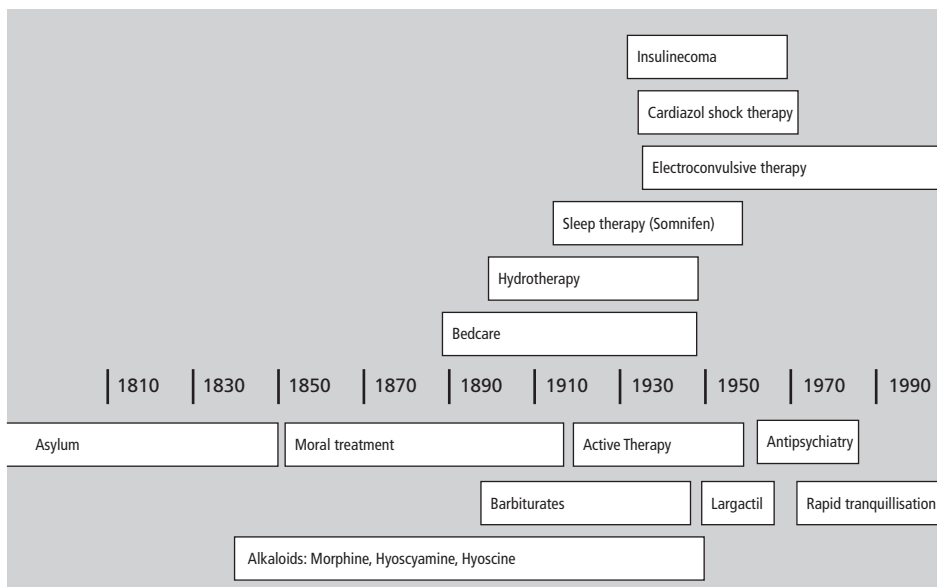 Insulinecoma
Cardiazol shock therapy
Electroconvulsive therapy
Sleep therapy (Somnifen)
Hydrotherapy
Bedcare
1810 1830 1850 1870 1890 1910 1930 1950 1970 1990
Asylum Moral treatment Active Therapy Antipsychiatry
Barbiturates Largactil Rapid tranquillisation
Alkaloids: Morphine, Hyoscyamine, Hyoscine